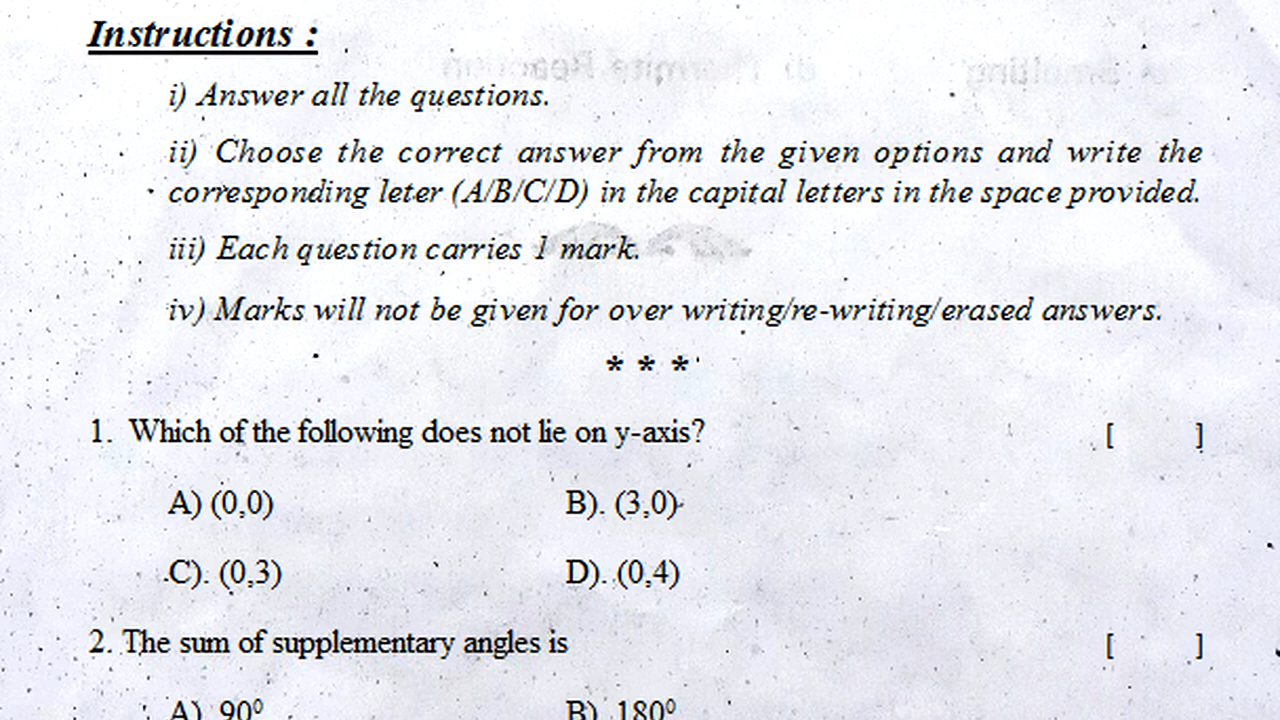 Instructions :
i) Answer all the questions.
ii) Choose the correct answer from the given options and write the
corresponding leter (A/B/C/D) in the capital letters in the space provided.
iii) Each question carries 1 mark.
iv) Marks will not be given for over writing/re-writing/erased answers.
* * *
1. Which of the following does not lie on y-axis? [ ]
A) (0,0) B). (3,0)
C). (0,3) D). (0,4)
2. The sum of supplementary angles is [ ]
A) 90⁰ B) 180⁰